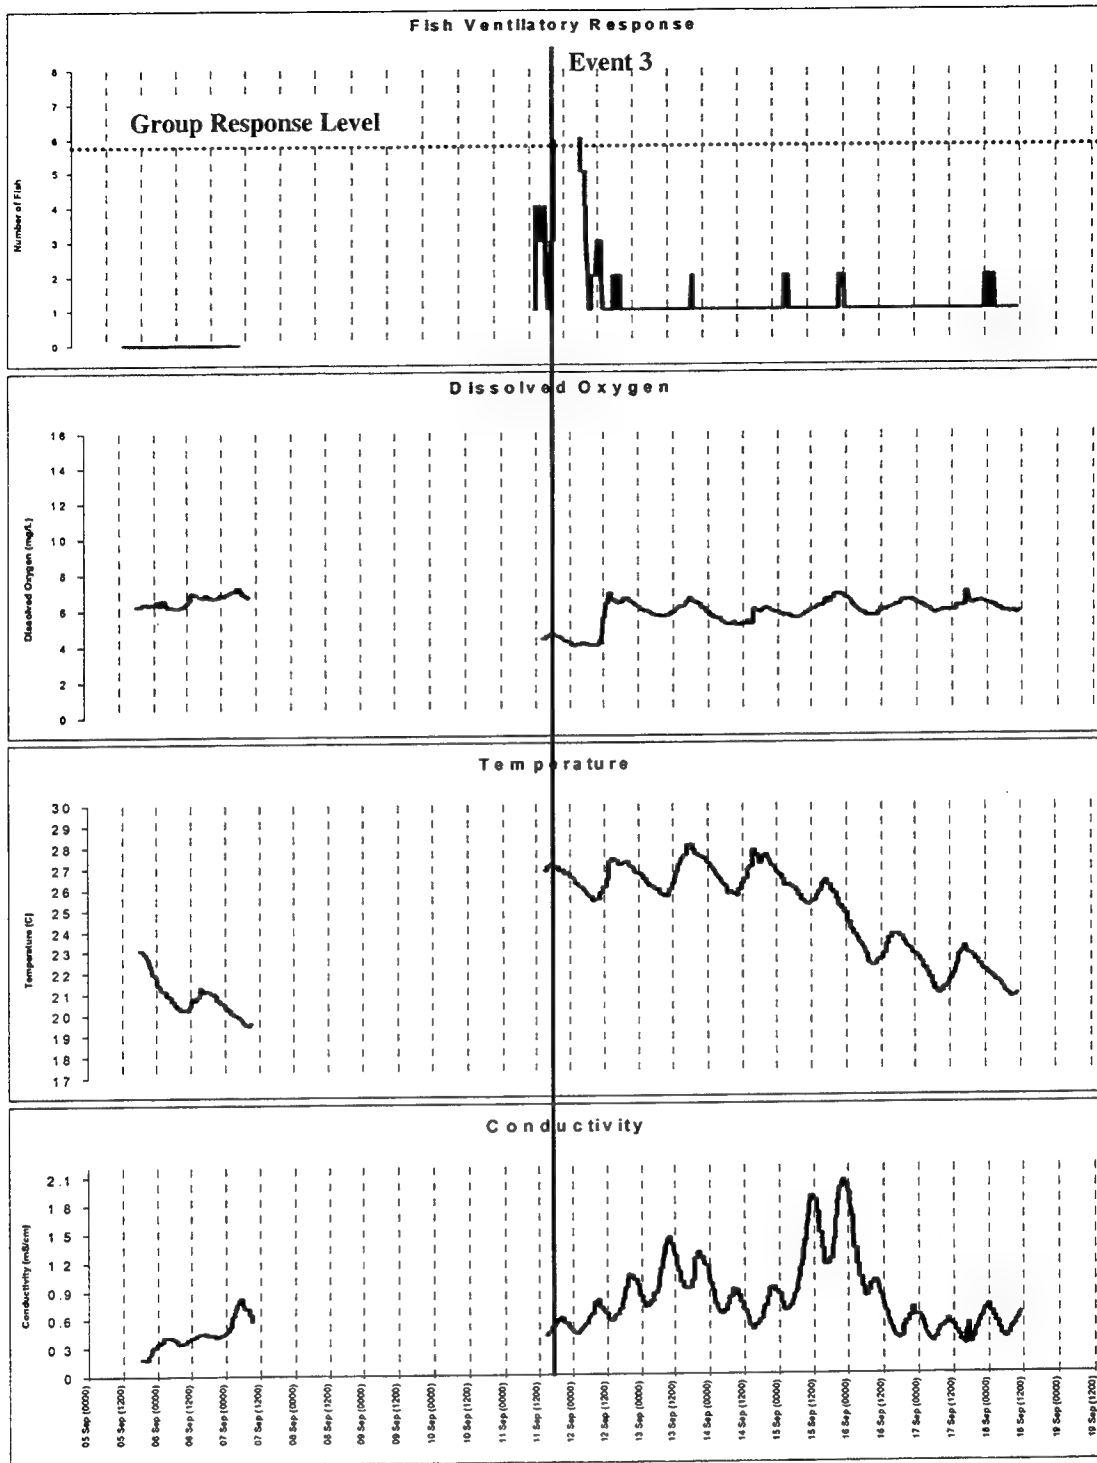 Fish Ventilatory Response
Event 3
Group Response Level
Number of Fish
8
7
6
5
4
3
2
1
0
Dissolved Oxygen
Dissolved Oxygen (mg/L)
16
14
12
10
8
6
4
2
0
Temperature
Temperature (C)
30
29
28
27
26
25
24
23
22
21
20
19
18
17
Conductivity
Conductivity (mS/cm)
2.1
1.8
1.5
1.2
0.9
0.6
0.3
0
05 Sep (0000)
05 Sep (1200)
06 Sep (0000)
06 Sep (1200)
07 Sep (0000)
07 Sep (1200)
08 Sep (0000)
08 Sep (1200)
09 Sep (0000)
09 Sep (1200)
10 Sep (0000)
10 Sep (1200)
11 Sep (0000)
11 Sep (1200)
12 Sep (0000)
12 Sep (1200)
13 Sep (0000)
13 Sep (1200)
14 Sep (0000)
14 Sep (1200)
15 Sep (0000)
15 Sep (1200)
16 Sep (0000)
16 Sep (1200)
17 Sep (0000)
17 Sep (1200)
18 Sep (0000)
18 Sep (1200)
19 Sep (0000)
19 Sep (1200)